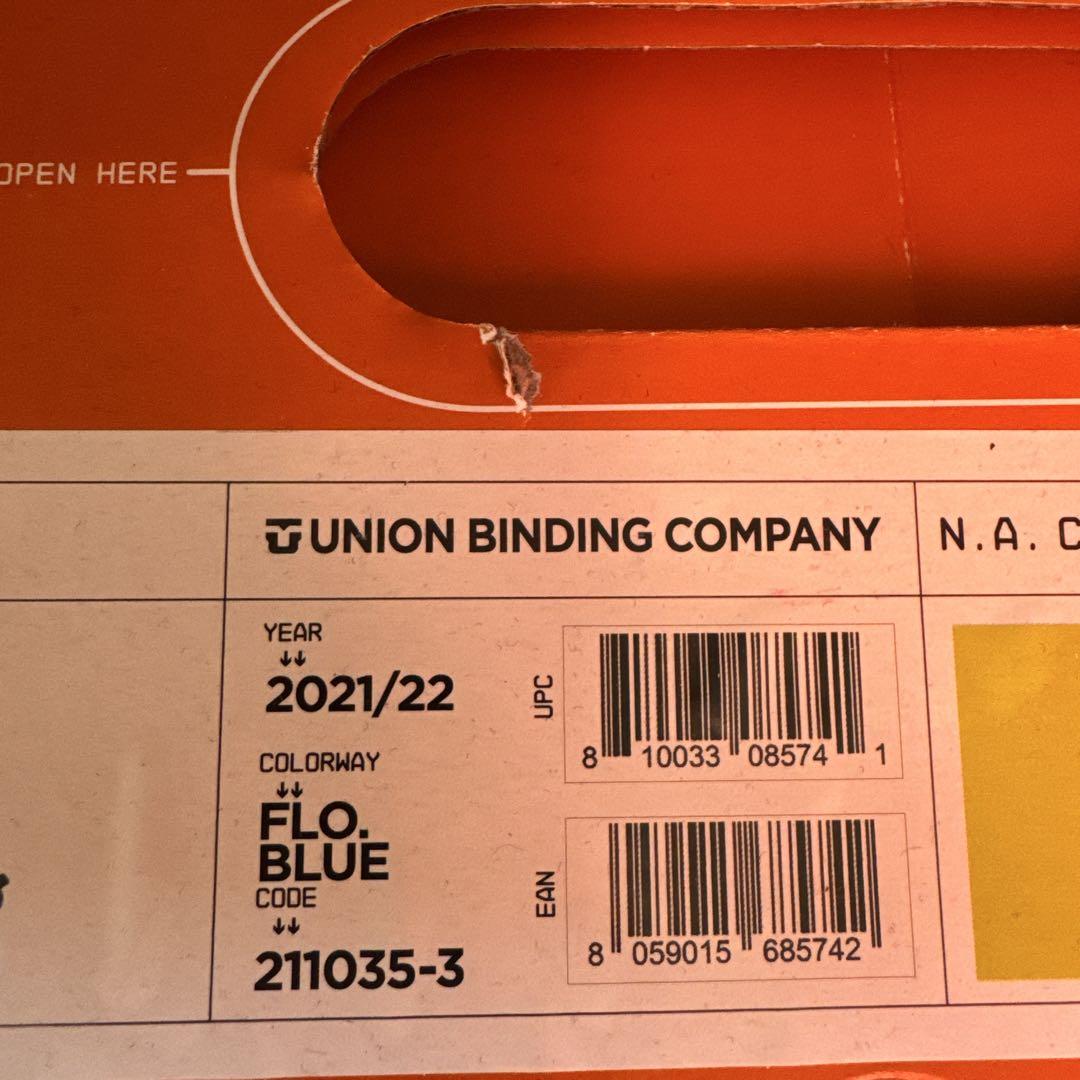 OPEN HERE
UNION BINDING COMPANY
N.A.
YEAR
↓↓
2021/22
COLORWAY
↓↓
FLO.
BLUE
CODE
↓↓
211035-3
UPC
8 10033 08574 1
EAN
8 059015 685742